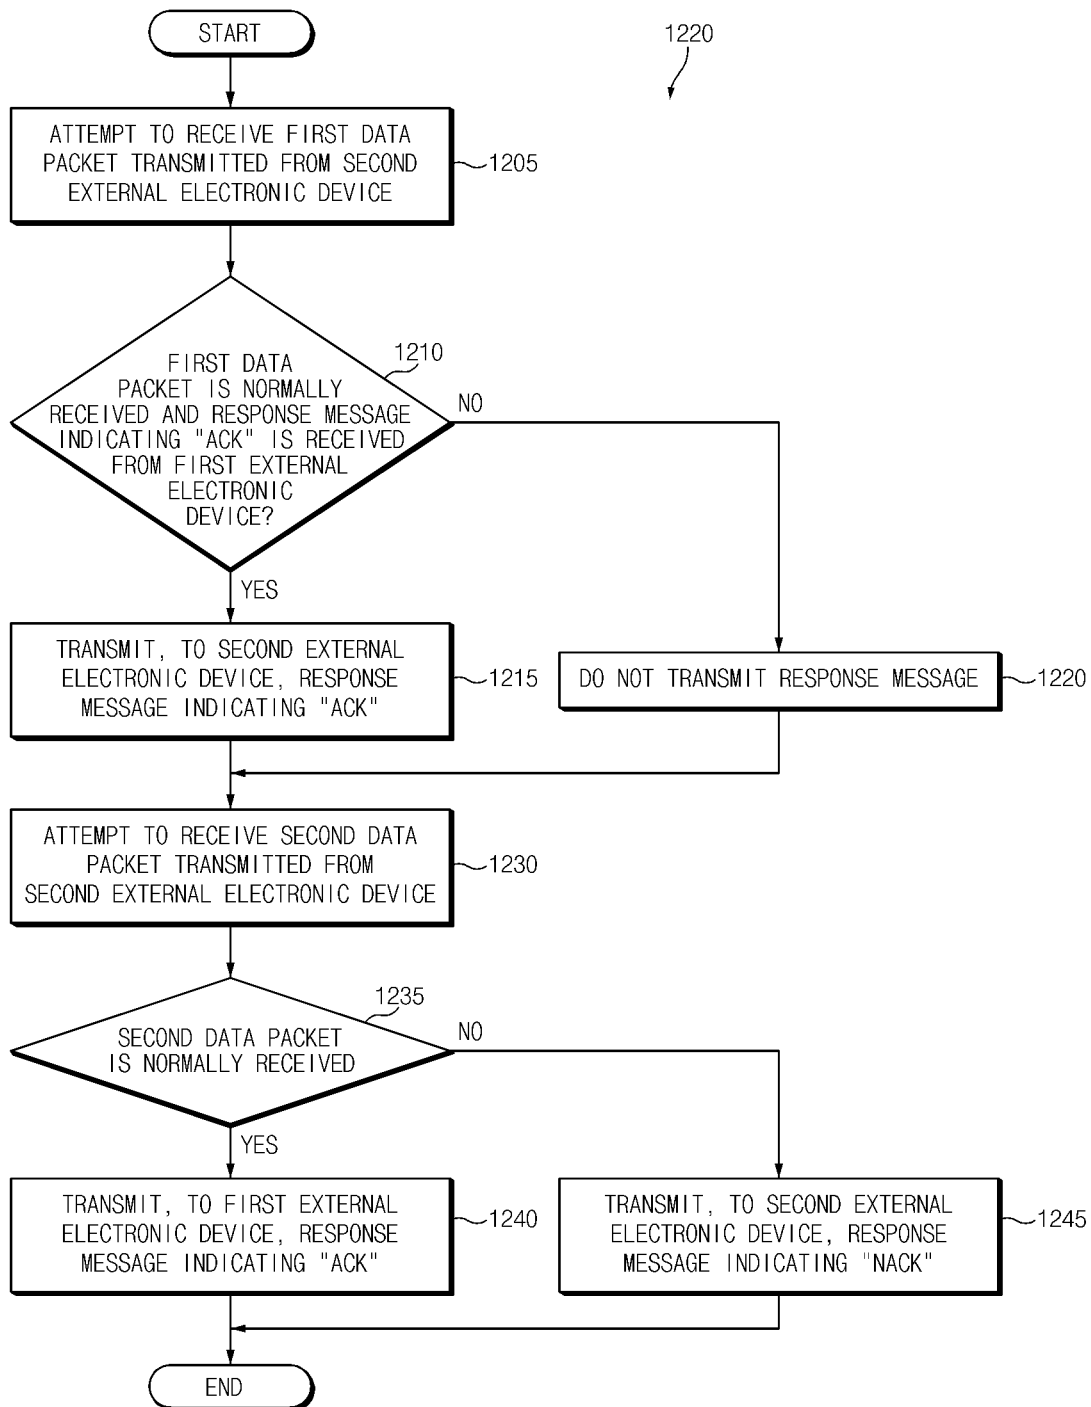 START
1220
ATTEMPT TO RECEIVE FIRST DATA
PACKET TRANSMITTED FROM SECOND
EXTERNAL ELECTRONIC DEVICE
1205
1210
FIRST DATA
PACKET IS NORMALLY
RECEIVED AND RESPONSE MESSAGE
INDICATING "ACK" IS RECEIVED
FROM FIRST EXTERNAL
ELECTRONIC
DEVICE?
NO
YES
TRANSMIT, TO SECOND EXTERNAL
ELECTRONIC DEVICE, RESPONSE
MESSAGE INDICATING "ACK"
1215
DO NOT TRANSMIT RESPONSE MESSAGE
1220
ATTEMPT TO RECEIVE SECOND DATA
PACKET TRANSMITTED FROM
SECOND EXTERNAL ELECTRONIC DEVICE
1230
1235
SECOND DATA PACKET
IS NORMALLY RECEIVED
NO
YES
TRANSMIT, TO FIRST EXTERNAL
ELECTRONIC DEVICE, RESPONSE
MESSAGE INDICATING "ACK"
1240
TRANSMIT, TO SECOND EXTERNAL
ELECTRONIC DEVICE, RESPONSE
MESSAGE INDICATING "NACK"
1245
END